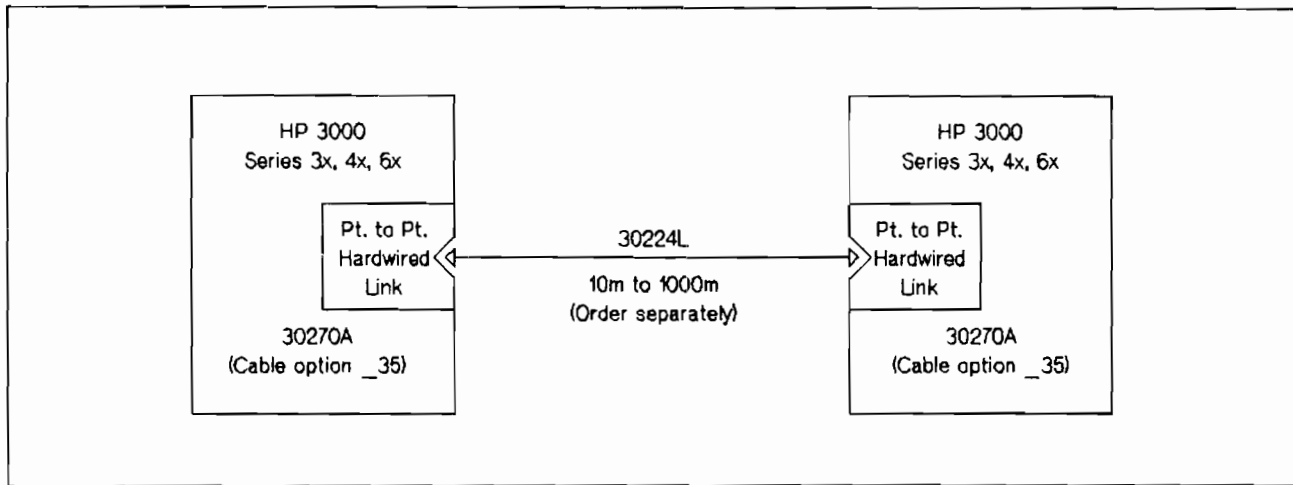 HP 3000
Series 3x, 4x, 6x
Pt. to Pt.
Hardwired
Link
30270A
(Cable option _35)
30224L
10m to 1000m
(Order separately)
HP 3000
Series 3x, 4x, 6x
Pt. to Pt.
Hardwired
Link
30270A
(Cable option _35)